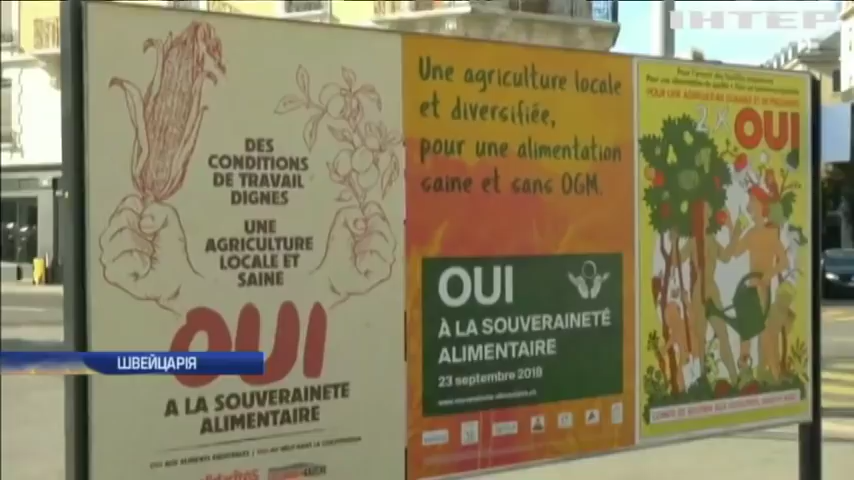 ІНТЕР
DES
CONDITIONS
DE TRAVAIL
DIGNES
UNE
AGRICULTURE
LOCALE ET
SAINE
OUI
A LA SOUVERAINETE
ALIMENTAIRE
Une agriculture locale
et diversifiée,
pour une alimentation
saine et sans OGM.
OUI
À LA SOUVERAINETÉ
ALIMENTAIRE
23 septembre 2018
2 x
OUI
ШВЕЙЦАРІЯ